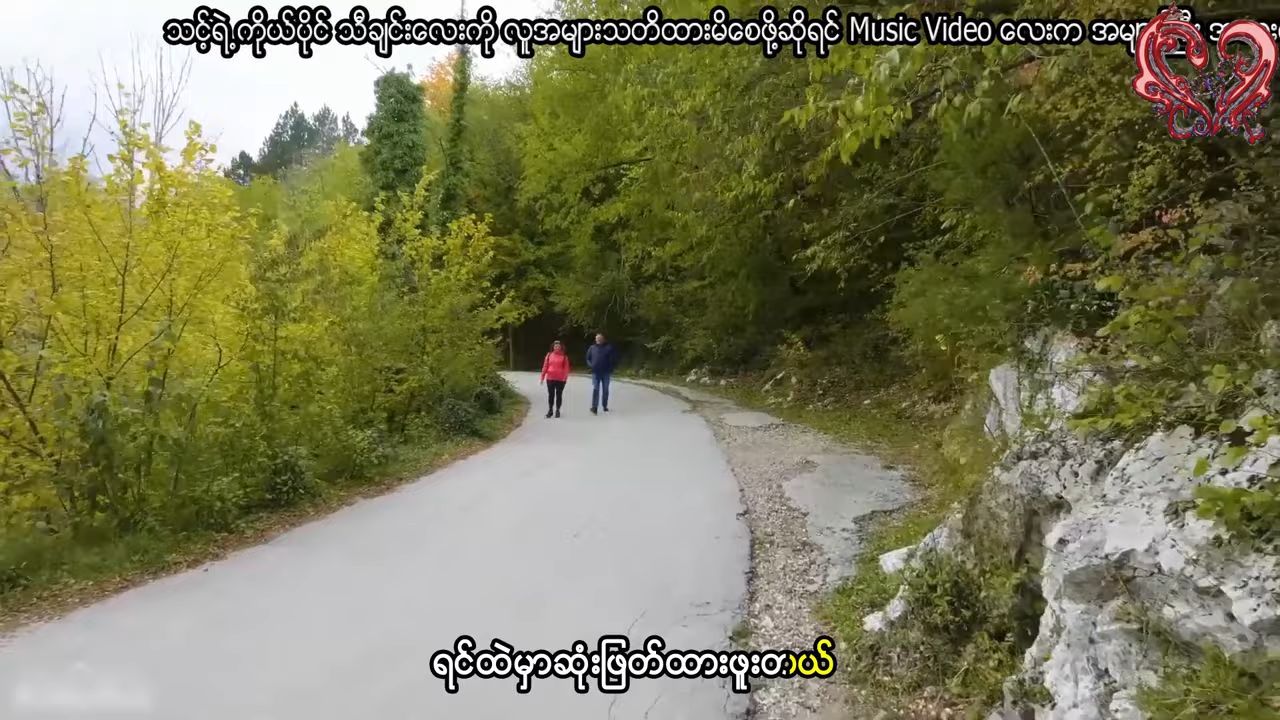 သင့်ရဲ့ကိုယ်ပိုင် သီချင်းလေးကို လူအများသတိထားမိစေဖို့ဆိုရင် Music Video လေးက
ရင်ထဲမှာဆုံးဖြတ်ထားဖူးတယ်